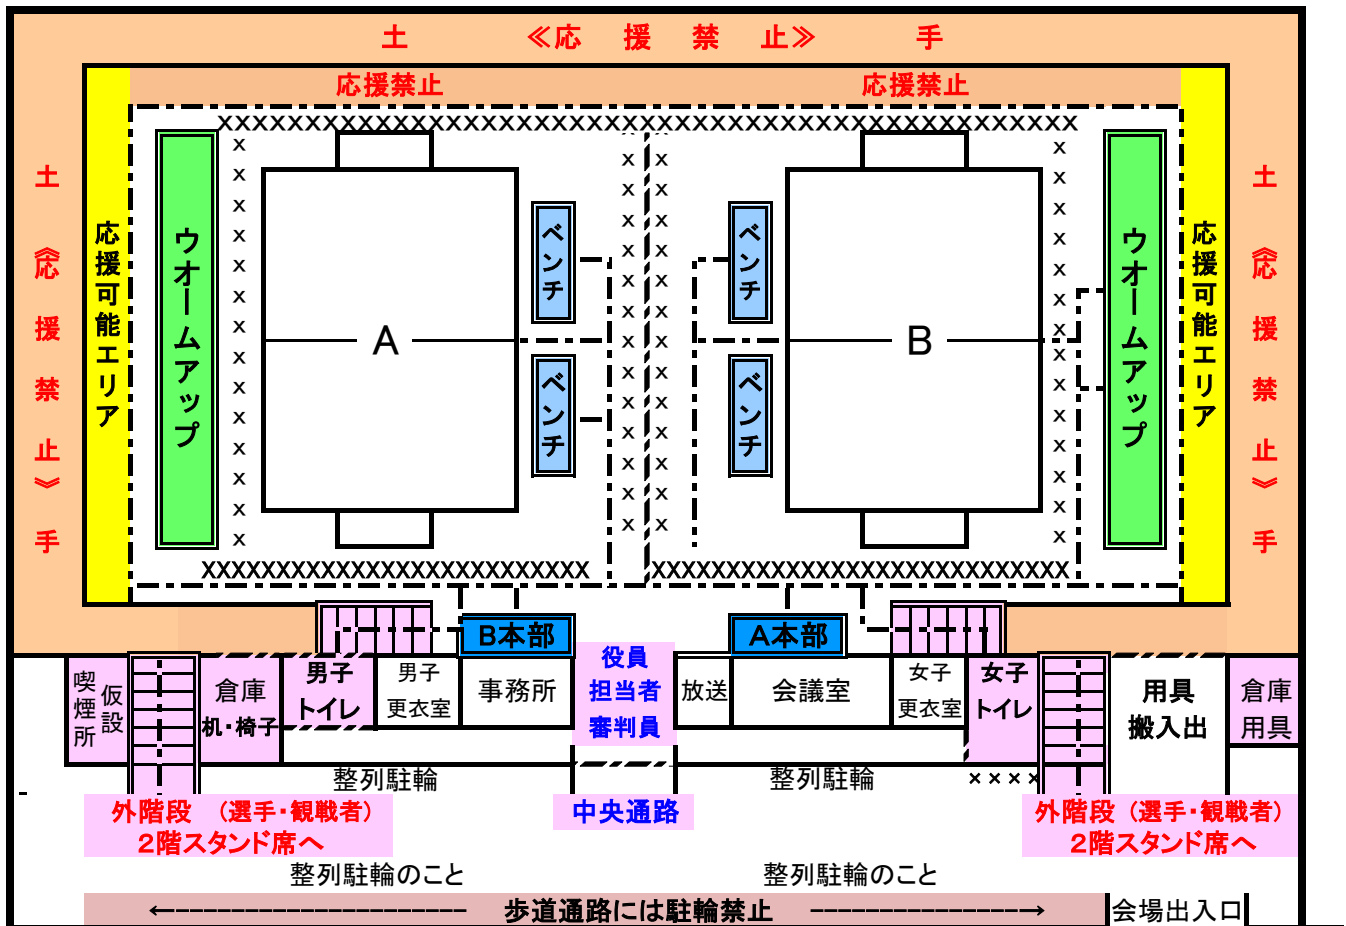 土 ≪応 援 禁 止≫ 手
応援禁止 応援禁止
XXXXXXXXXXXXXXXXXXXXXXXXXXXXXXXXXXXXXXXXXXXXXXXXX
土≪応援禁止≫手
応援可能エリア
ウオームアップ
A
ベンチ
ベンチ
ベンチ
ベンチ
B
ウオームアップ
応援可能エリア
土≪応援禁止≫手
XXXXXXXXXXXXXXXXXXXXXXXXXX XXXXXXXXXXXXXXXXXXXXXXXXXXXX
B本部 A本部
喫煙所
仮設
倉庫
机・椅子
男子
トイレ
男子
更衣室
事務所
役員
担当者
審判員
放送
会議室
女子
更衣室
女子
トイレ
用具
搬入出
倉庫
用具
整列駐輪 整列駐輪 ××××
外階段 (選手・観戦者)
2階スタンド席へ
中央通路
外階段 (選手・観戦者)
2階スタンド席へ
整列駐輪のこと 整列駐輪のこと
←---------------------- 歩道通路には駐輪禁止 ----------------→ 会場出入口